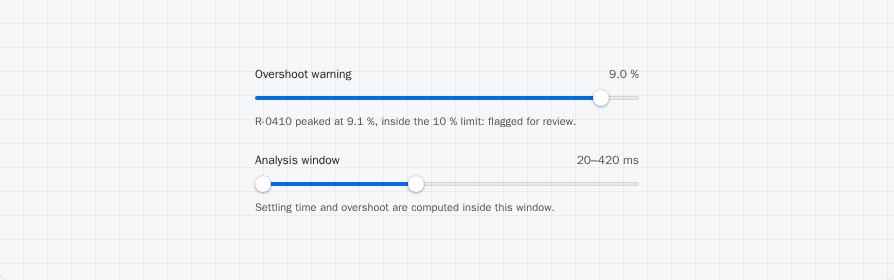 Overshoot warning 9.0 %
R-0410 peaked at 9.1 %, inside the 10 % limit: flagged for review.
Analysis window 20–420 ms
Settling time and overshoot are computed inside this window.